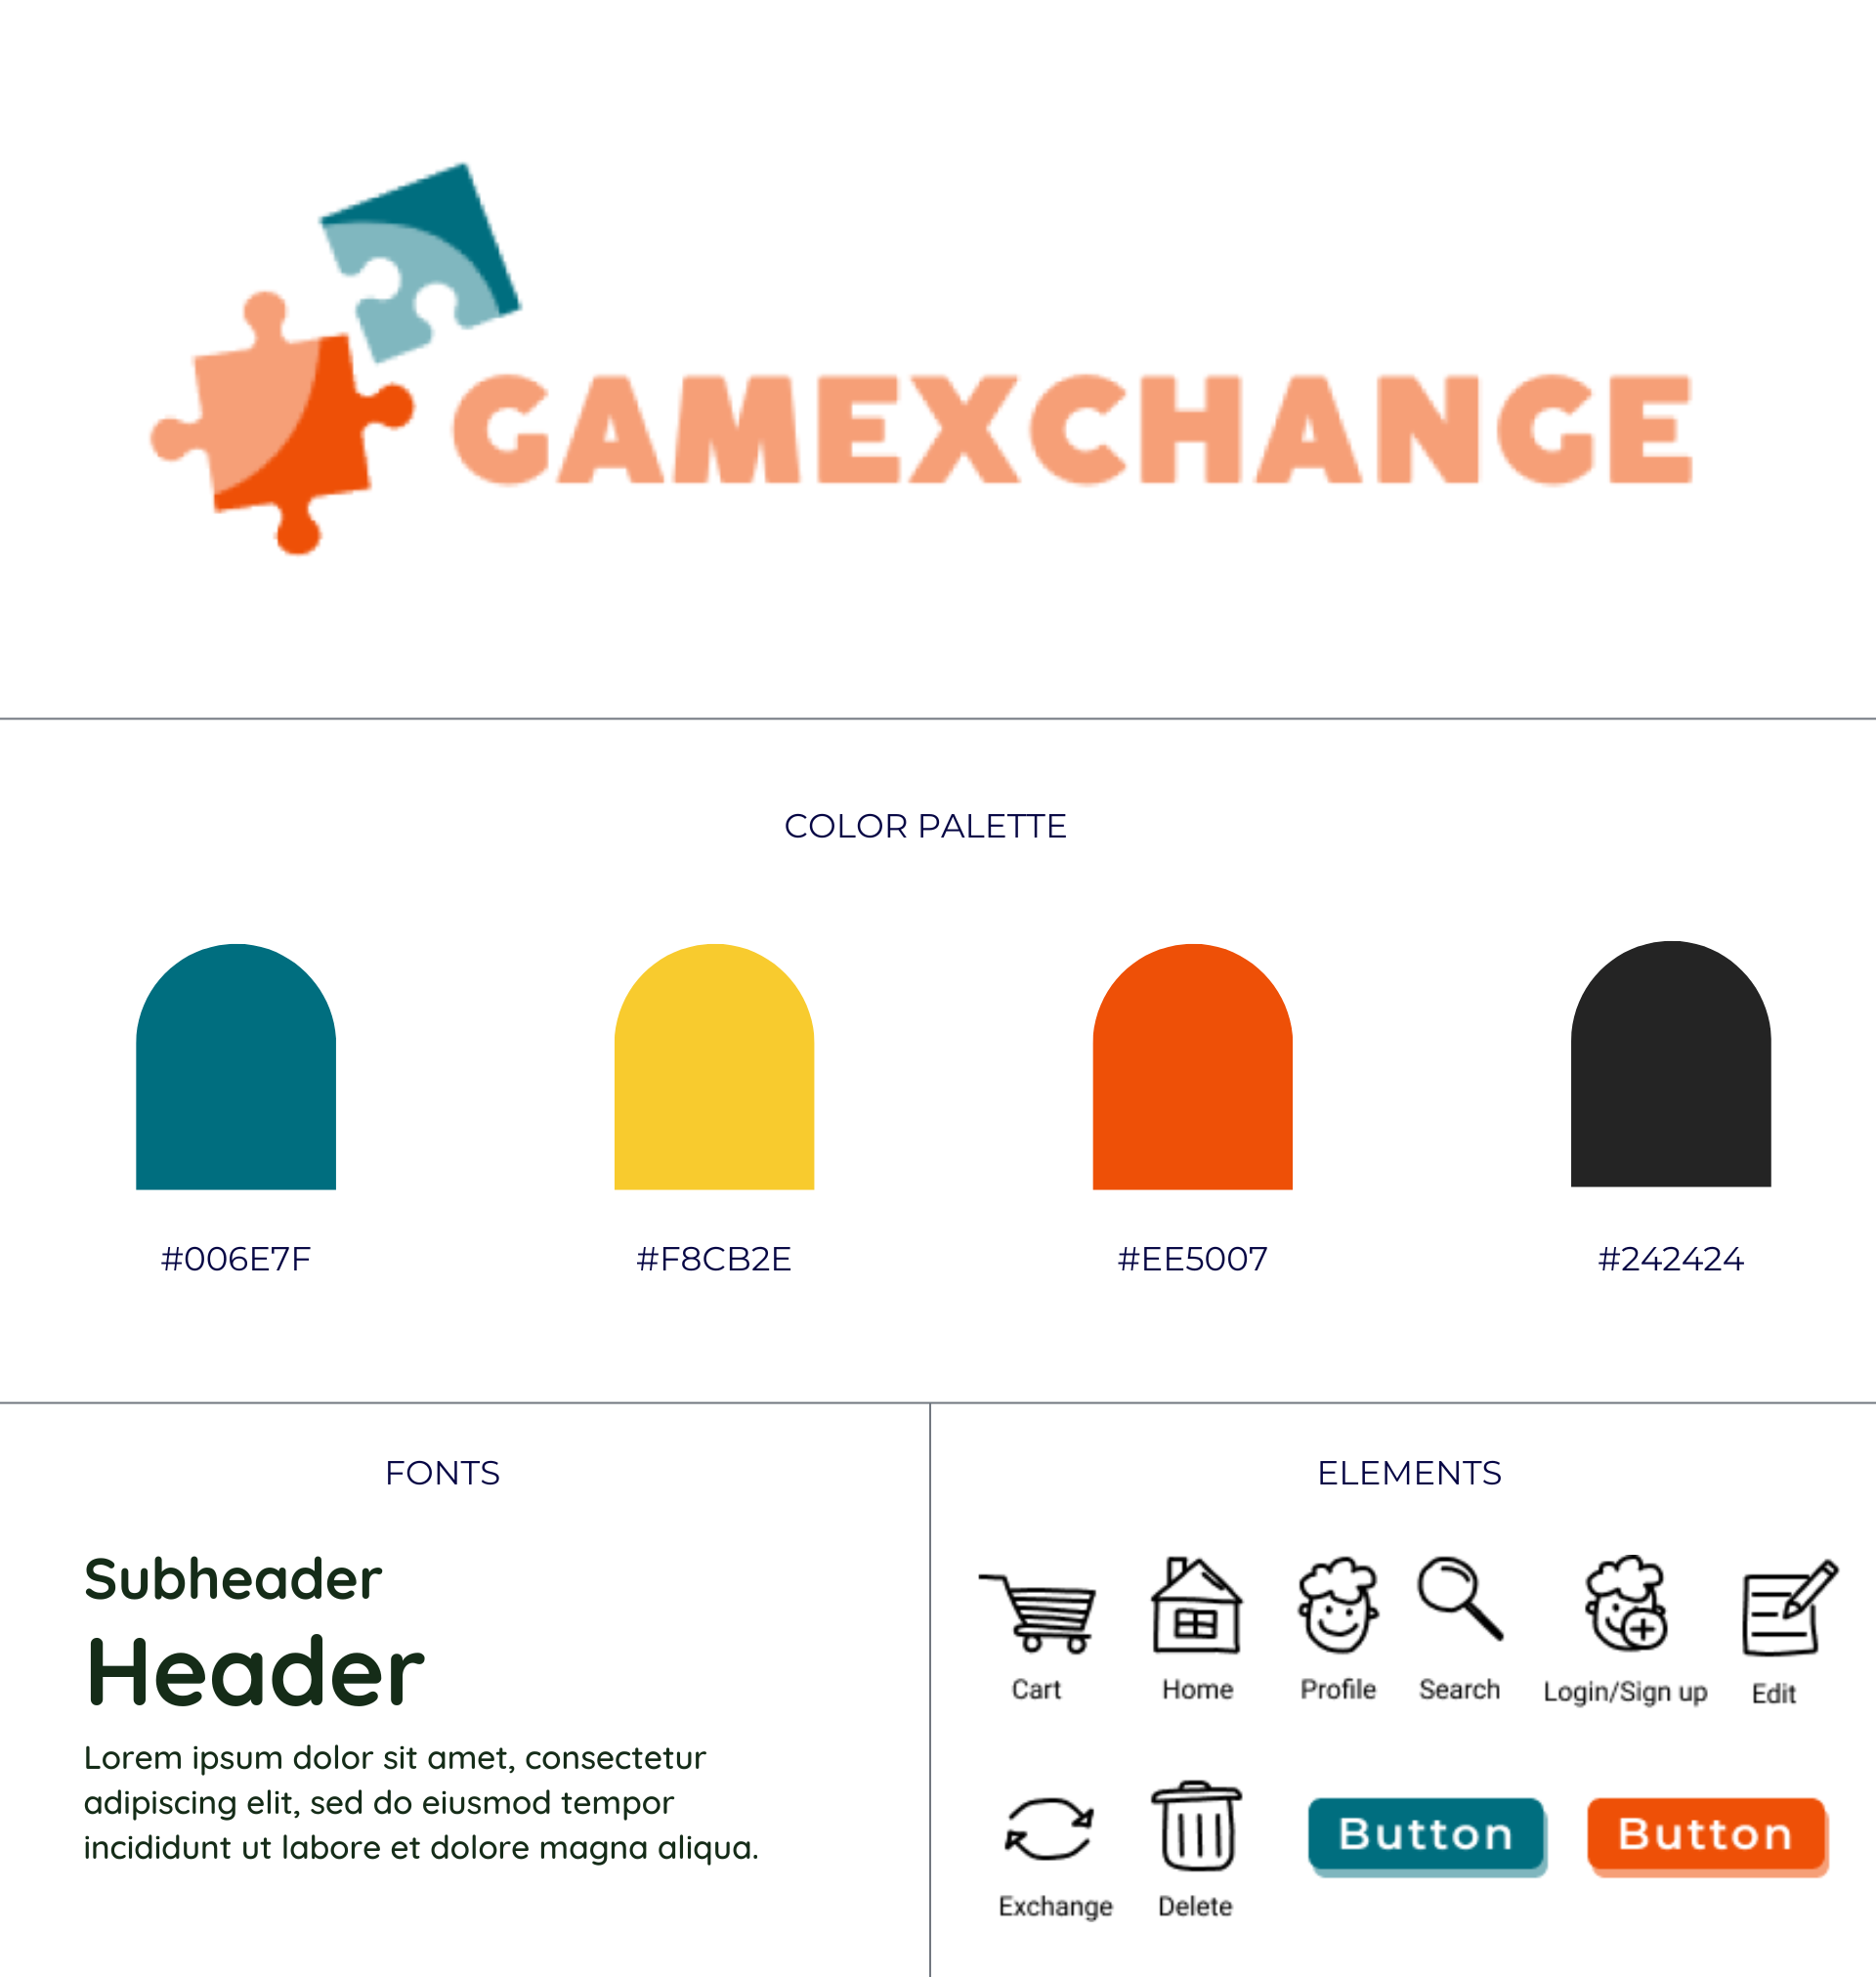 GAMEXCHANGE
COLOR PALETTE
#006E7F
#F8CB2E
#EE5007
#242424
FONTS
Subheader
Header
Lorem ipsum dolor sit amet, consectetur
adipiscing elit, sed do eiusmod tempor
incididunt ut labore et dolore magna aliqua.
ELEMENTS
Cart
Home
Profile
Search
Login/Sign up
Edit
Exchange
Delete
Button
Button